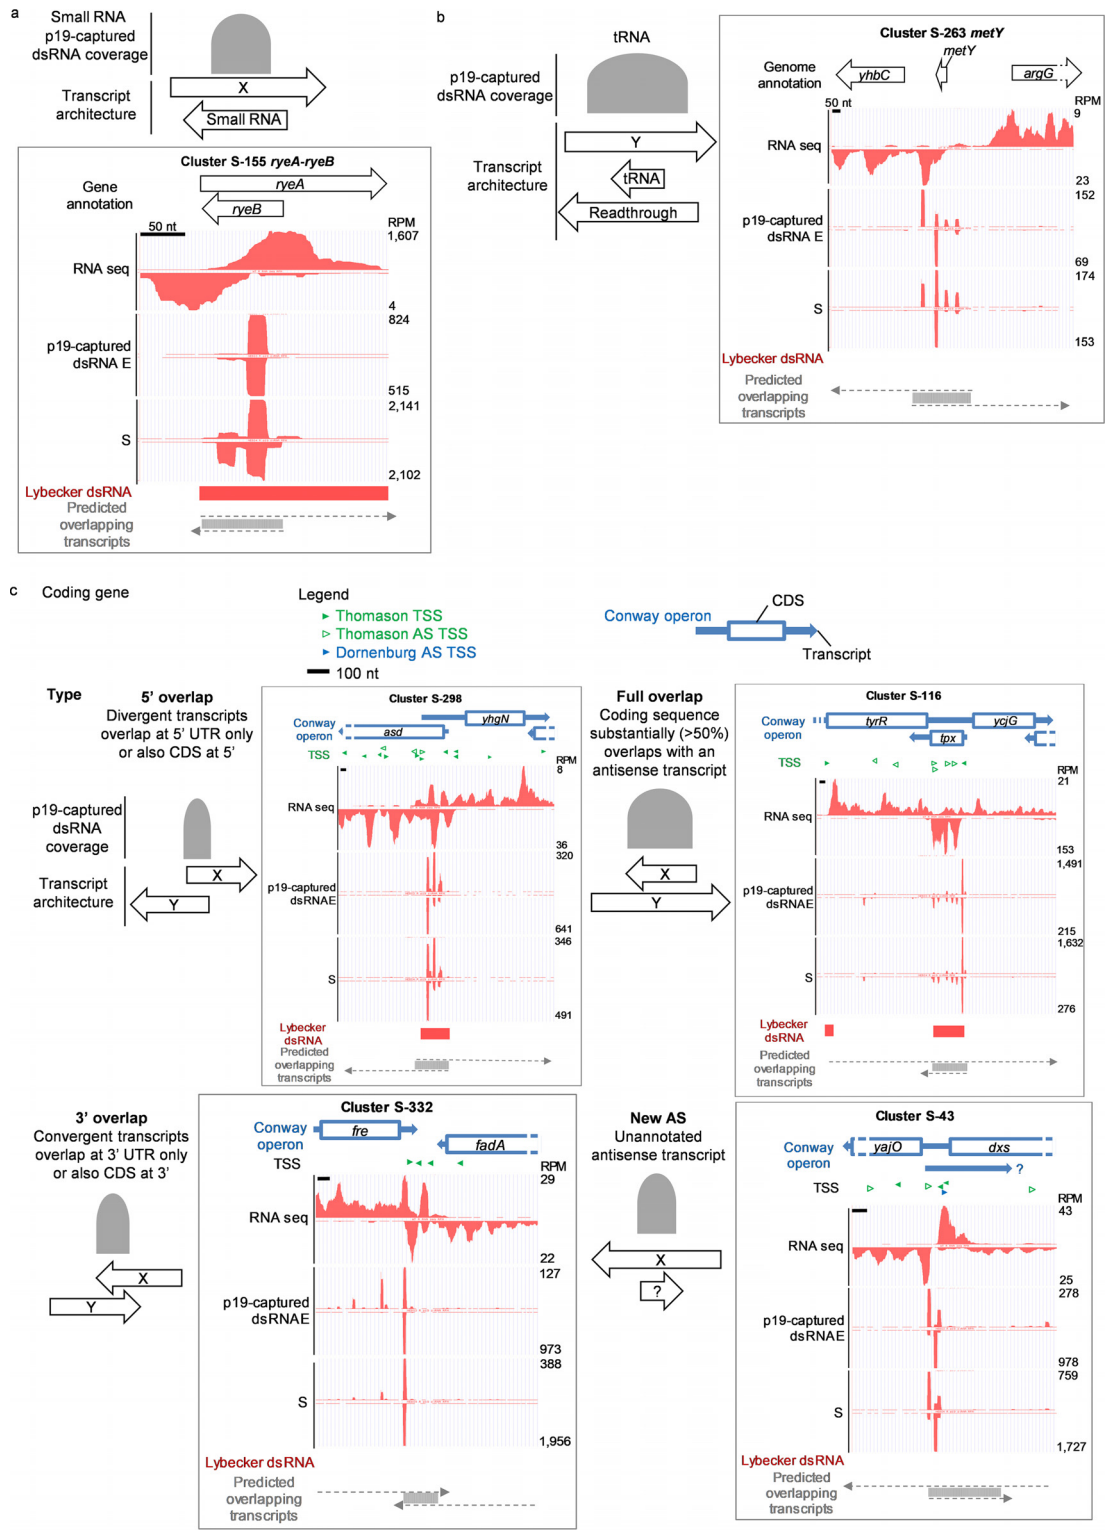 a
Small RNA
p19-captured
dsRNA coverage
Transcript
architecture
X
Small RNA
Cluster S-155 ryeA-ryeB
Gene
annotation
ryeA
ryeB
50 nt
RPM
1,607
RNA seq
4
824
p19-captured
dsRNA E
515
2,141
S
2,102
Lybecker dsRNA
Predicted
overlapping
transcripts
b
tRNA
p19-captured
dsRNA coverage
Transcript
architecture
Y
tRNA
Readthrough
Cluster S-263 metY
metY
Genome
annotation
yhbC
argG
50 nt
RPM
9
RNA seq
23
152
p19-captured
dsRNA E
69
174
S
153
Lybecker dsRNA
Predicted
overlapping
transcripts
c
Coding gene
Legend
Thomason TSS
Thomason AS TSS
Dornenburg AS TSS
100 nt
Conway operon
CDS
Transcript
Type
5' overlap
Divergent transcripts
overlap at 5' UTR only
or also CDS at 5'
p19-captured
dsRNA
coverage
Transcript
architecture
X
Y
Cluster S-298
Conway
operon
yhgN
asd
TSS
RPM
8
RNA seq
36
320
p19-captured
dsRNAE
641
346
S
491
Lybecker
dsRNA
Predicted
overlapping
transcripts
Full overlap
Coding sequence
substantially (>50%)
overlaps with an
antisense transcript
X
Y
Cluster S-116
Conway
operon
tyrR
ycjG
tpx
TSS
RPM
21
RNA seq
153
1,491
p19-captured
dsRNAE
215
1,632
S
276
Lybecker
dsRNA
Predicted
overlapping
transcripts
3' overlap
Convergent transcripts
overlap at 3' UTR only
or also CDS at 3'
X
Y
Cluster S-332
Conway
operon
fre
fadA
TSS
RPM
29
RNA seq
22
127
p19-captured
dsRNAE
973
388
S
1,956
Lybecker dsRNA
Predicted
overlapping
transcripts
New AS
Unannotated
antisense transcript
X
?
Cluster S-43
Conway
operon
yajO
dxs
?
TSS
RPM
43
RNA seq
25
278
p19-captured
dsRNAE
978
759
S
1,727
Lybecker dsRNA
Predicted
overlapping
transcripts